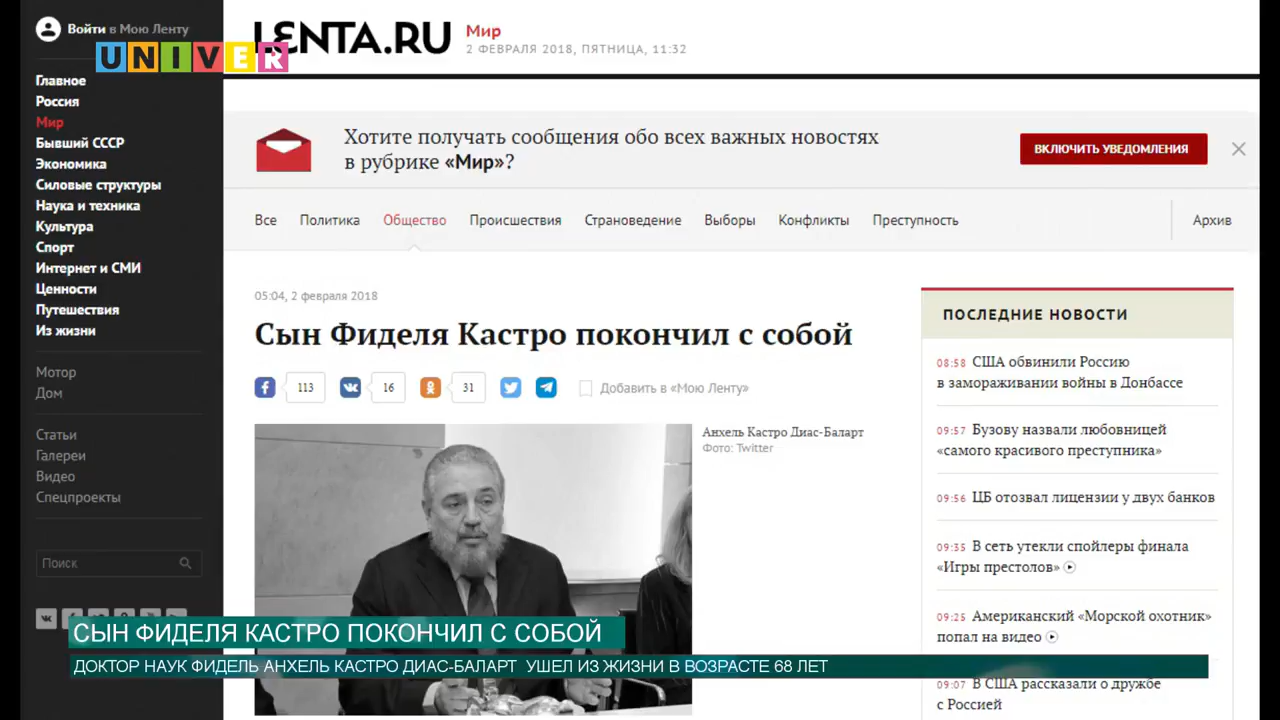 Войти в Мою Ленту
UNIVER
Главное
Россия
Мир
Бывший СССР
Экономика
Силовые структуры
Наука и техника
Культура
Спорт
Интернет и СМИ
Ценности
Путешествия
Из жизни
Мотор
Дом
Статьи
Галереи
Видео
Спецпроекты
Поиск
LENTA.RU
Мир
2 ФЕВРАЛЯ 2018, ПЯТНИЦА, 11:32
Хотите получать сообщения обо всех важных новостях
в рубрике «Мир»?
ВКЛЮЧИТЬ УВЕДОМЛЕНИЯ
Все Политика Общество Происшествия Страноведение Выборы Конфликты Преступность Архив
05:04, 2 февраля 2018
Сын Фиделя Кастро покончил с собой
113 16 31 Добавить в «Мою Ленту»
Анхель Кастро Диас-Баларт
Фото: Twitter
ПОСЛЕДНИЕ НОВОСТИ
08:58 США обвинили Россию
в замораживании войны в Донбассе
09:57 Бузову назвали любовницей
«самого красивого преступника»
09:56 ЦБ отозвал лицензии у двух банков
09:35 В сеть утекли спойлеры финала
«Игры престолов»
09:25 Американский «Морской охотник»
попал на видео
09:07 В США рассказали о дружбе
с Россией
СЫН ФИДЕЛЯ КАСТРО ПОКОНЧИЛ С СОБОЙ
ДОКТОР НАУК ФИДЕЛЬ АНХЕЛЬ КАСТРО ДИАС-БАЛАРТ УШЕЛ ИЗ ЖИЗНИ В ВОЗРАСТЕ 68 ЛЕТ